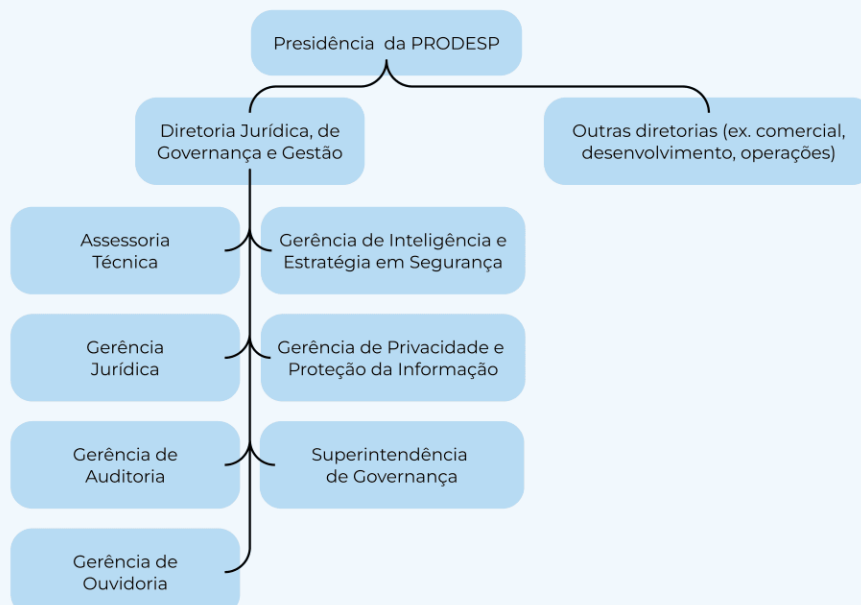 Presidência da PRODESP
Diretoria Jurídica, de
Governança e Gestão
Outras diretorias (ex. comercial,
desenvolvimento, operações)
Assessoria
Técnica
Gerência de Inteligência e
Estratégia em Segurança
Gerência
Jurídica
Gerência de Privacidade e
Proteção da Informação
Gerência de
Auditoria
Superintendência
de Governança
Gerência de
Ouvidoria